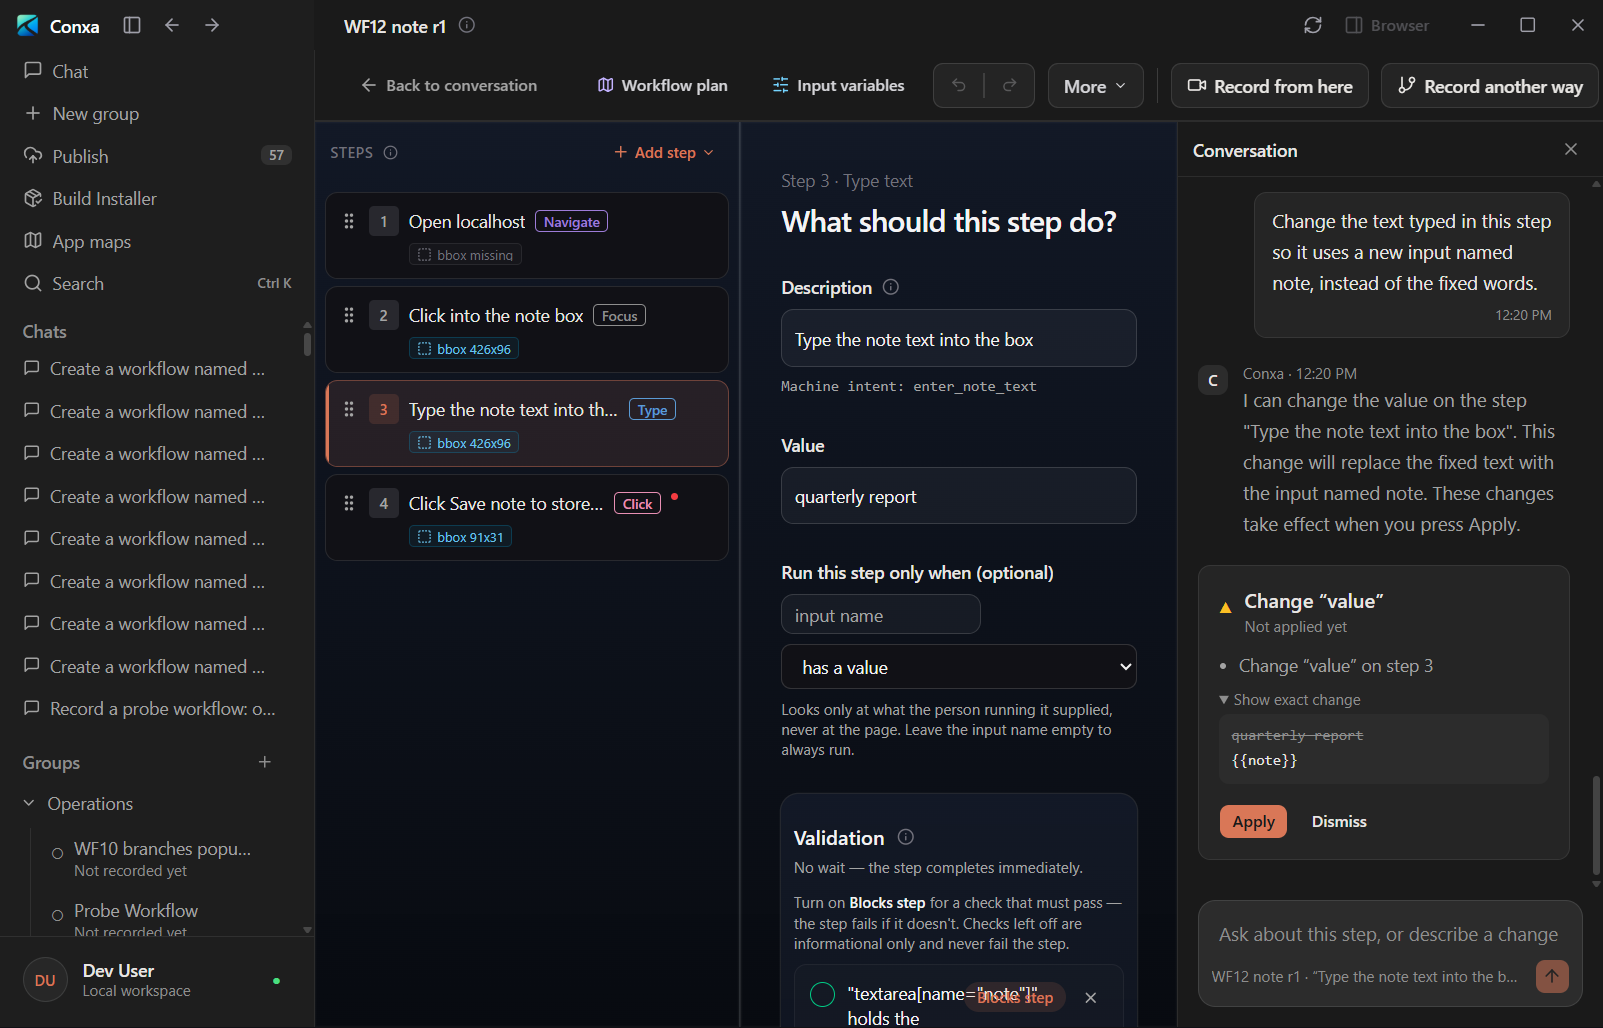 Conxa
WF12 note r1
Browser
Chat
New group
Publish
57
Build Installer
App maps
Search
Ctrl K
Chats
Create a workflow named ...
Create a workflow named ...
Create a workflow named ...
Create a workflow named ...
Create a workflow named ...
Create a workflow named ...
Create a workflow named ...
Create a workflow named ...
Record a probe workflow: o...
Groups
Operations
WF10 branches popu...
Not recorded yet
Probe Workflow
Not recorded yet
DU
Dev User
Local workspace
Back to conversation
Workflow plan
Input variables
More
Record from here
Record another way
STEPS
Add step
1
Open localhost
Navigate
bbox missing
2
Click into the note box
Focus
bbox 426x96
3
Type the note text into th...
Type
bbox 426x96
4
Click Save note to store...
Click
bbox 91x31
Step 3 · Type text
What should this step do?
Description
Type the note text into the box
Machine intent: enter_note_text
Value
quarterly report
Run this step only when (optional)
input name
has a value
Looks only at what the person running it supplied,
never at the page. Leave the input name empty to
always run.
Validation
No wait — the step completes immediately.
Turn on Blocks step for a check that must pass —
the step fails if it doesn't. Checks left off are
informational only and never fail the step.
"textarea[name="note"]"
Blocks step
holds the
Conversation
Change the text typed in this step
so it uses a new input named
note, instead of the fixed words.
12:20 PM
C
Conxa · 12:20 PM
I can change the value on the step
"Type the note text into the box". This
change will replace the fixed text with
the input named note. These changes
take effect when you press Apply.
Change “value”
Not applied yet
Change “value” on step 3
Show exact change
quarterly report
{{note}}
Apply
Dismiss
Ask about this step, or describe a change
WF12 note r1 · “Type the note text into the b...